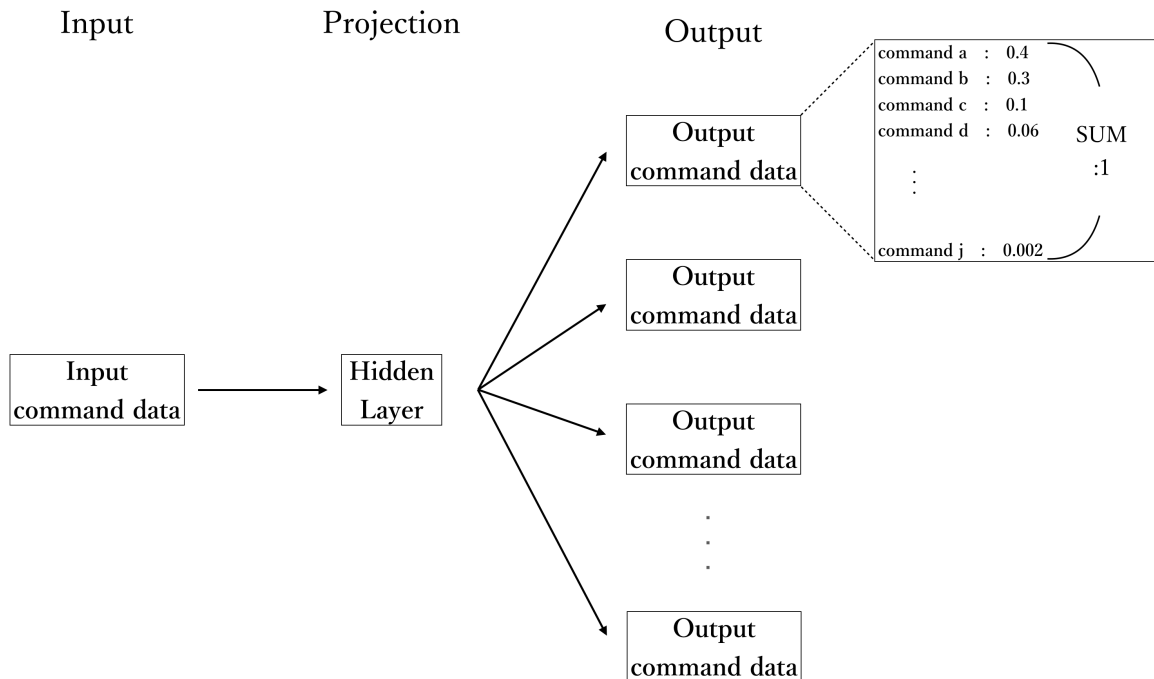 Input
Projection
Output
command a : 0.4
command b : 0.3
command c : 0.1
command d : 0.06
SUM
:1
command j : 0.002
Output
command data
Output
command data
Input
command data
Hidden
Layer
Output
command data
Output
command data